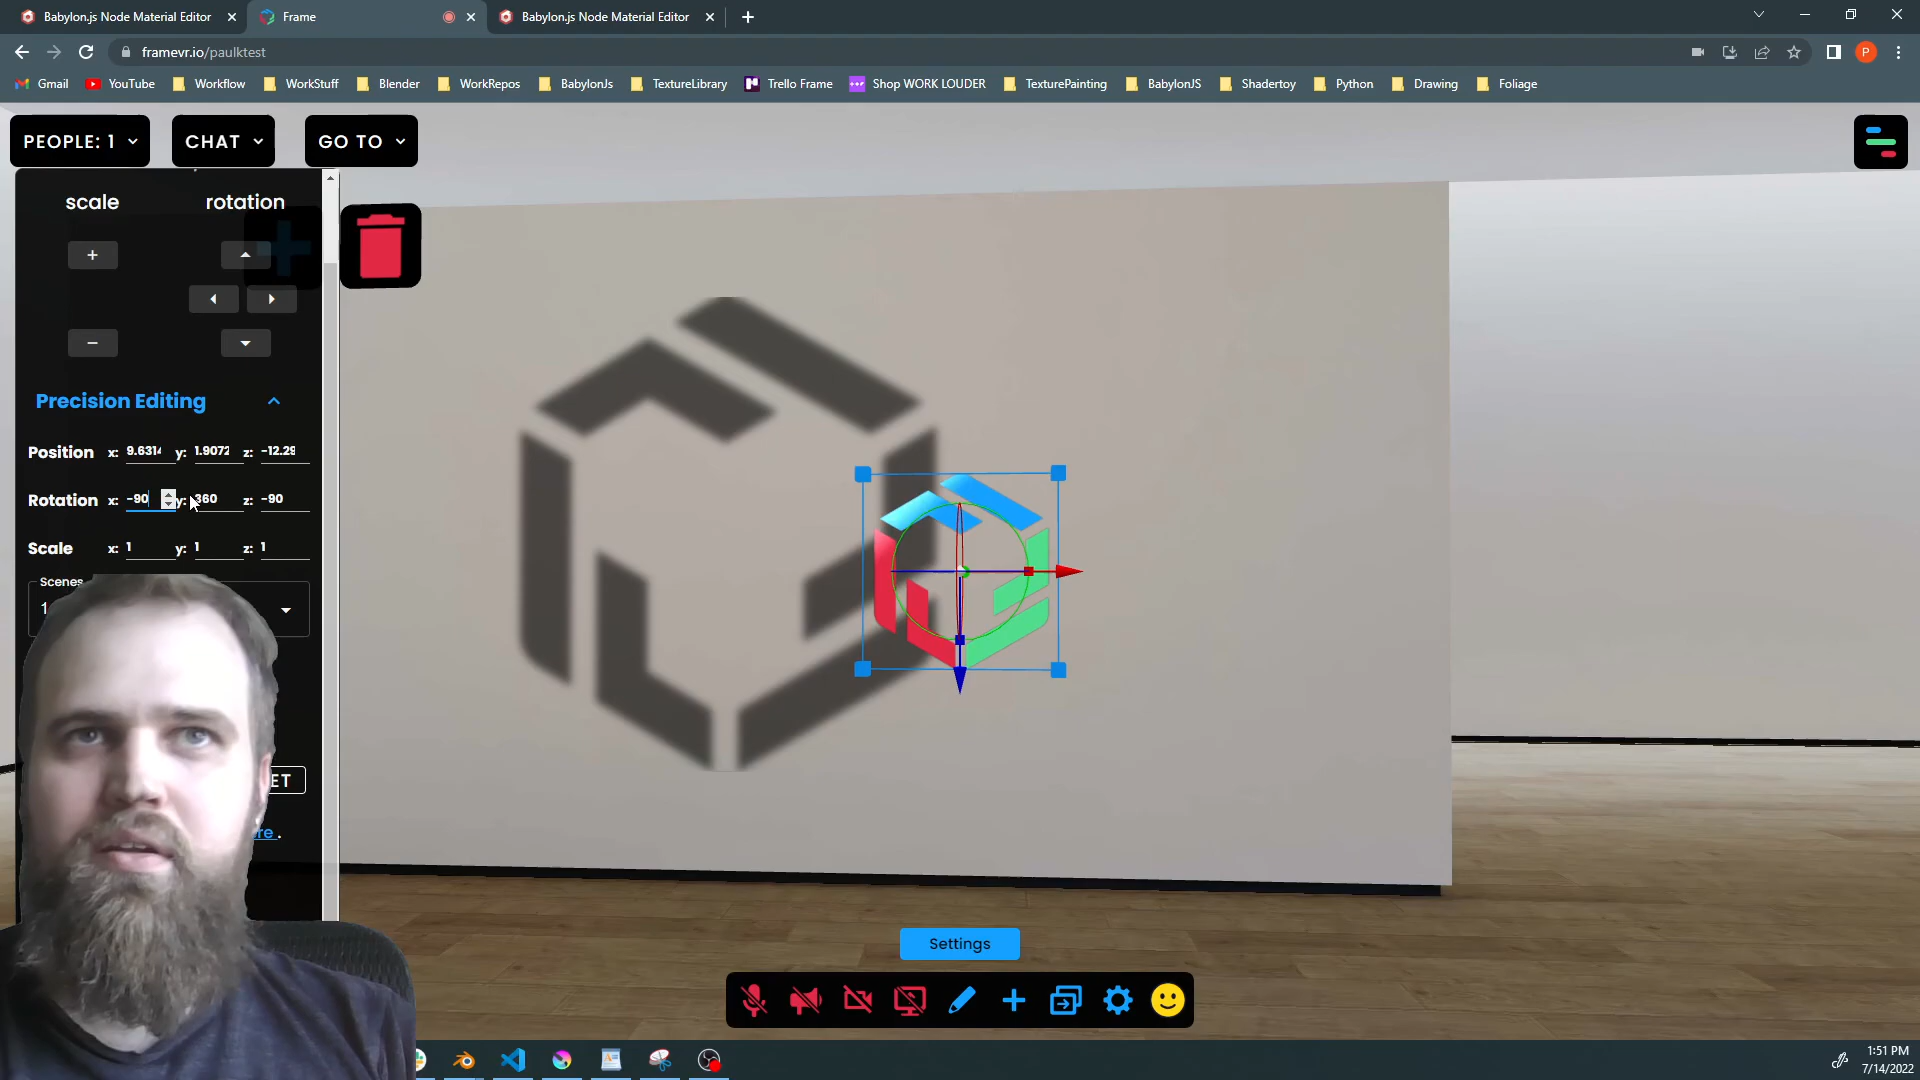 Babylon.js Node Material Editor
Frame
Babylon.js Node Material Editor
framevr.io/paulktest
P
Gmail
YouTube
Workflow
WorkStuff
Blender
WorkRepos
BabylonJs
TextureLibrary
Trello Frame
Shop WORK LOUDER
TexturePainting
BabylonJS
Shadertoy
Python
Drawing
Foliage
PEOPLE: 1
CHAT
GO TO
scale rotation
Precision Editing
Position x: 9.6314 y: 1.9072 z: -12.29
Rotation x: -90 y: 360 z: -90
Scale x: 1 y: 1 z: 1
Scenes
Settings
1:51 PM
7/14/2022